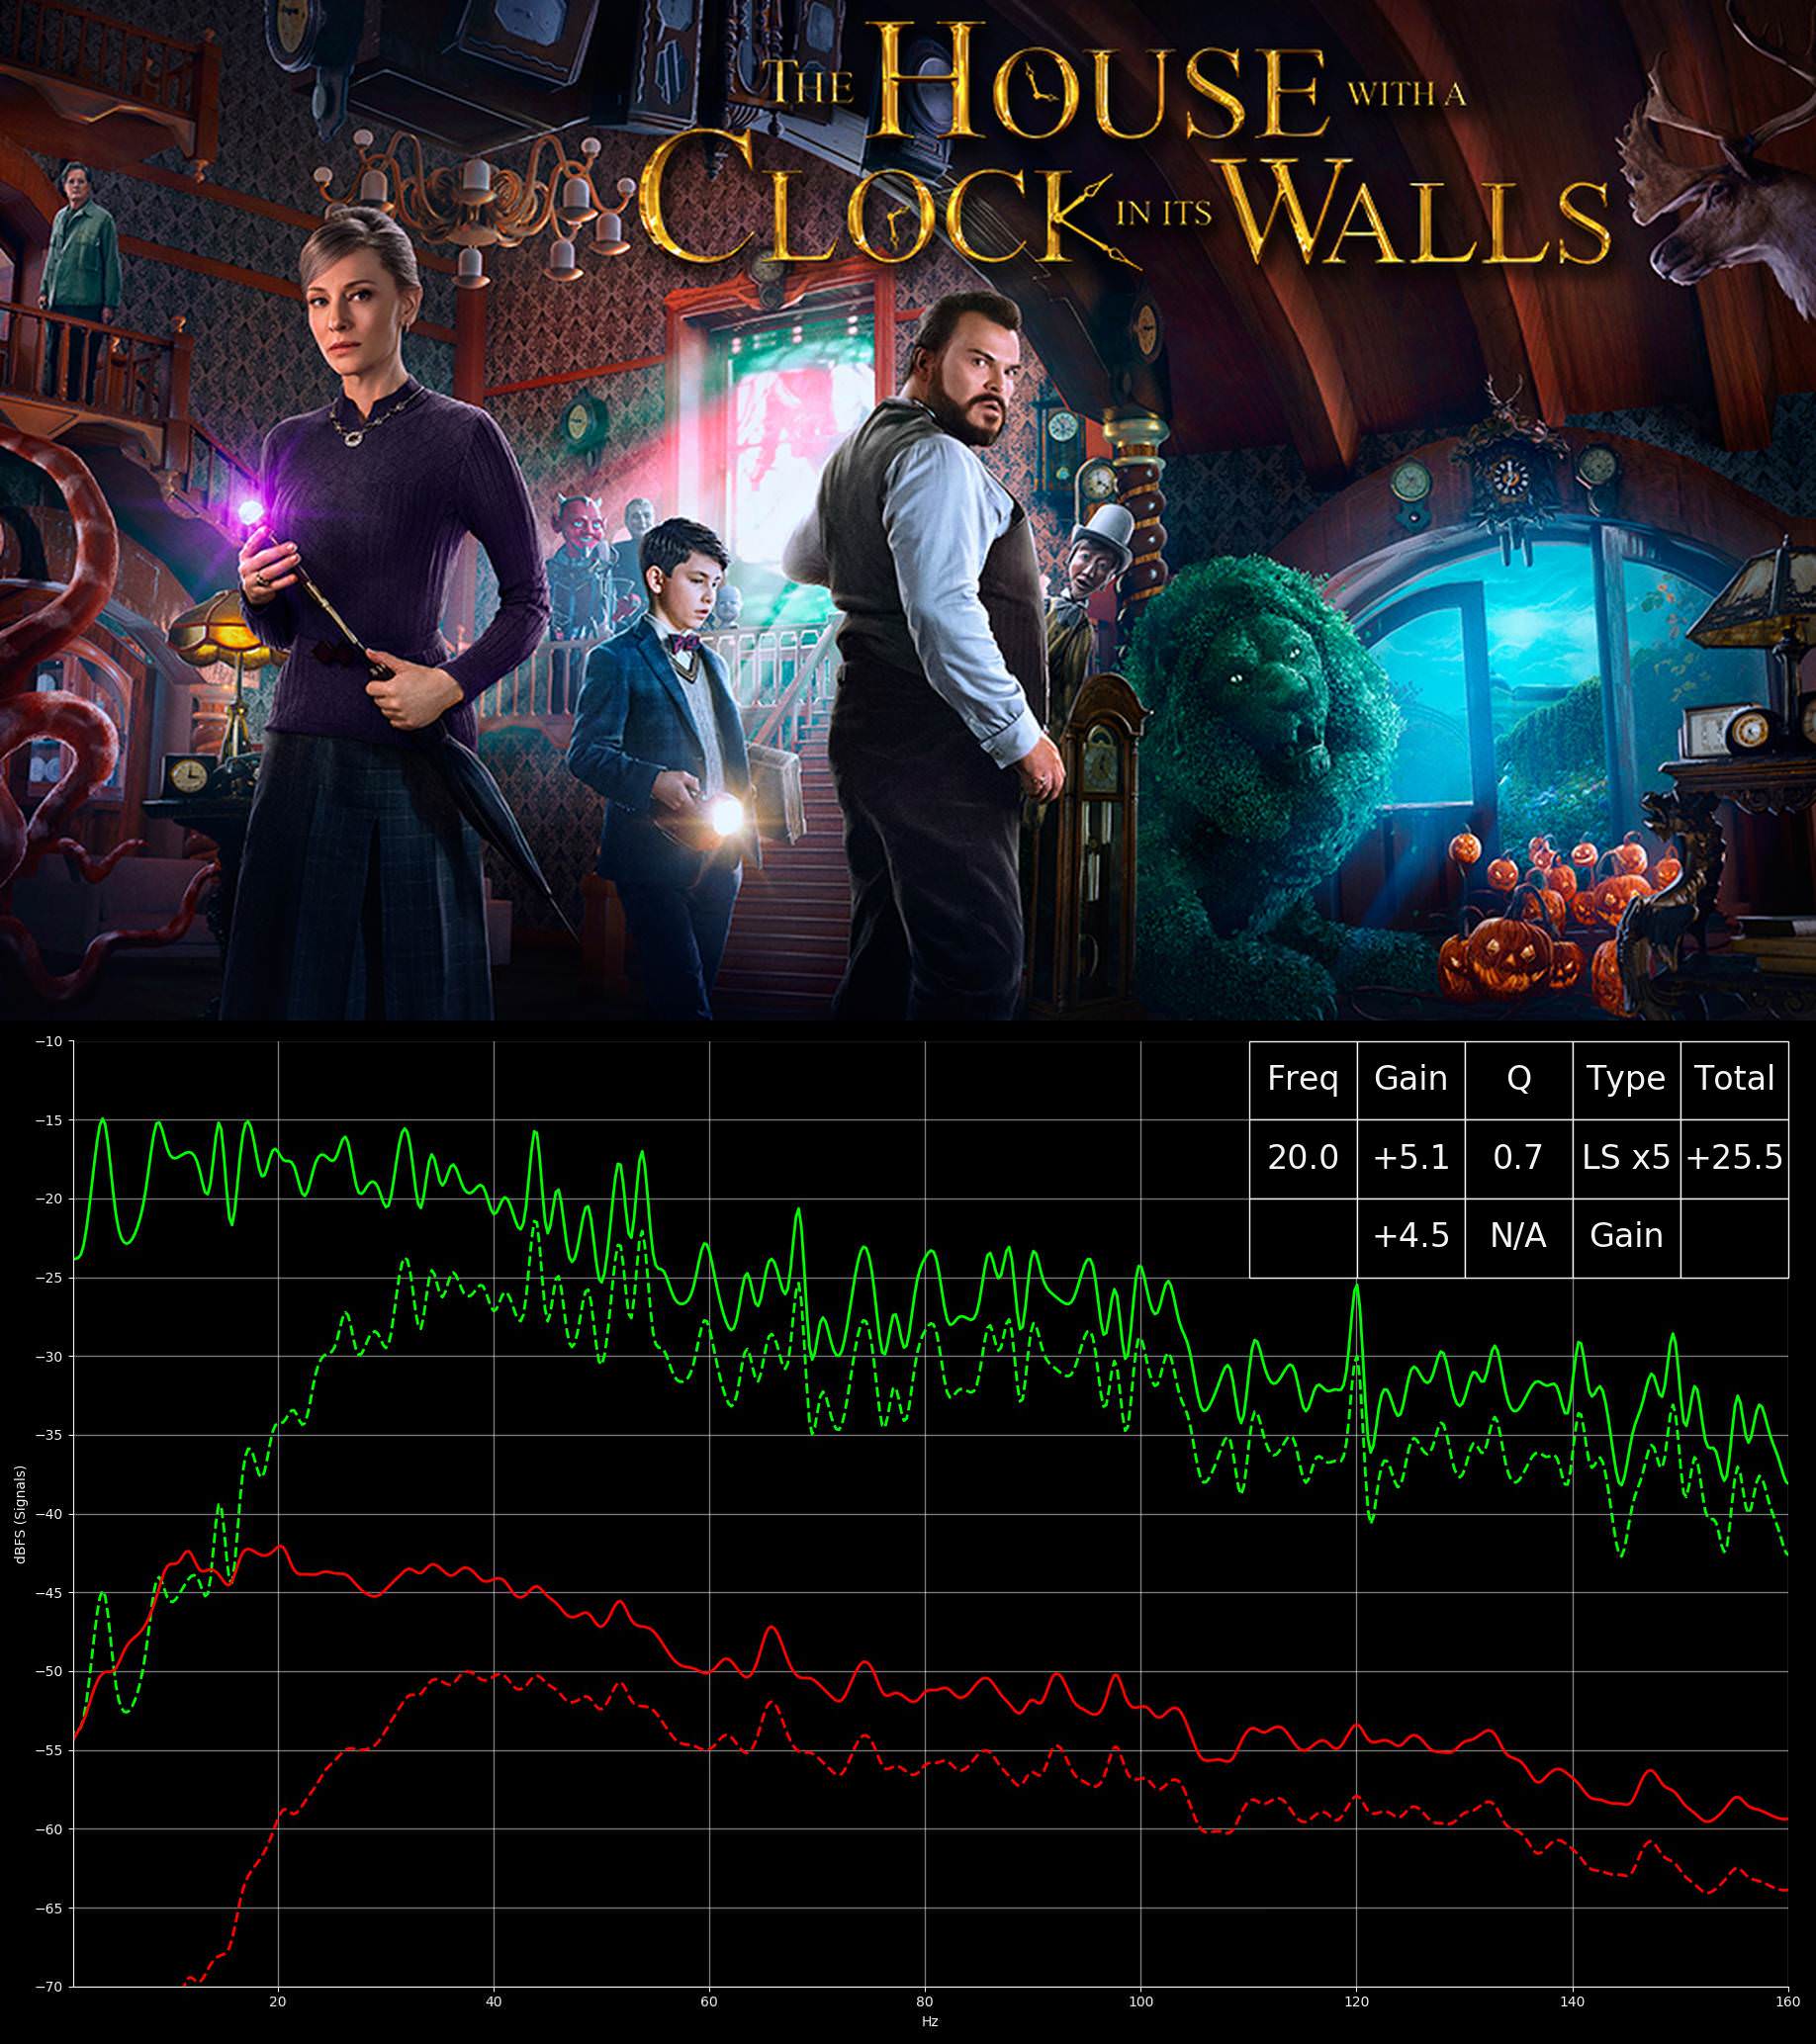 THE HOUSE WITH A
CLOCK IN ITS WALLS
Freq Gain Q Type Total
20.0 +5.1 0.7 LS x5 +25.5
+4.5 N/A Gain
−10
−15
−20
−25
−30
−35
−40
−45
−50
−55
−60
−65
−70
dBFS (Signals)
20 40 60 80 100 120 140 160
Hz